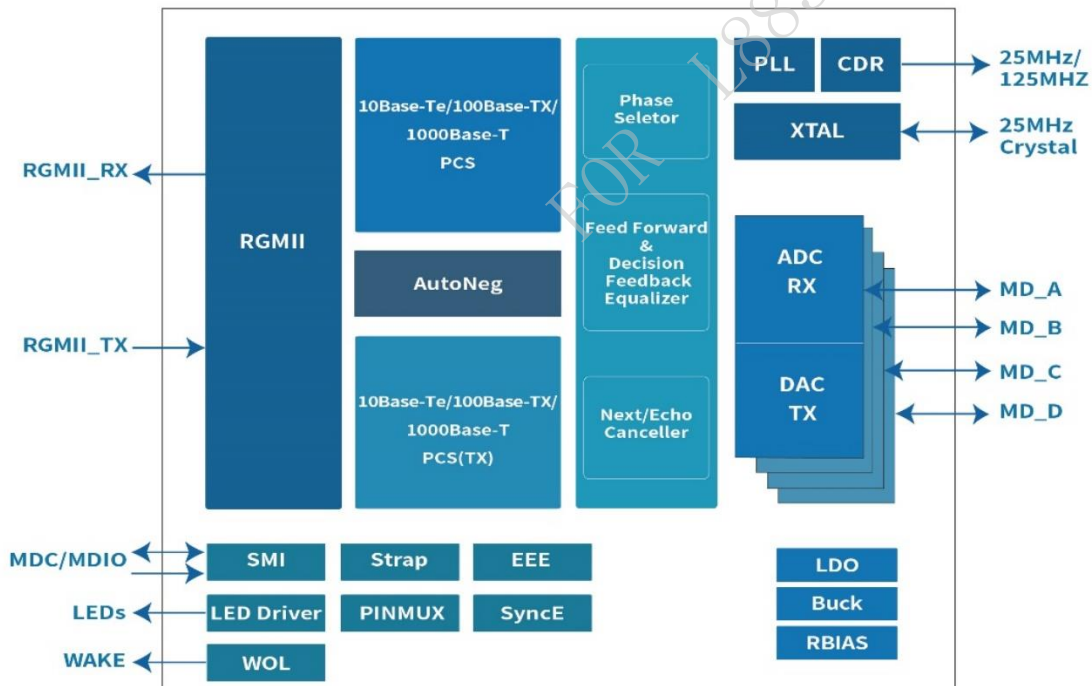 RGMII_RX
RGMII_TX
RGMII
10Base-Te/100Base-TX/
1000Base-T
PCS
AutoNeg
10Base-Te/100Base-TX/
1000Base-T
PCS(TX)
Phase
Seletor
Feed Forward
&
Decision
Feedback
Equalizer
Next/Echo
Canceller
PLL
CDR
25MHz/
125MHZ
XTAL
25MHz
Crystal
ADC
RX
DAC
TX
MD_A
MD_B
MD_C
MD_D
MDC/MDIO
SMI
Strap
EEE
LEDs
LED Driver
PINMUX
SyncE
WAKE
WOL
LDO
Buck
RBIAS
FOR